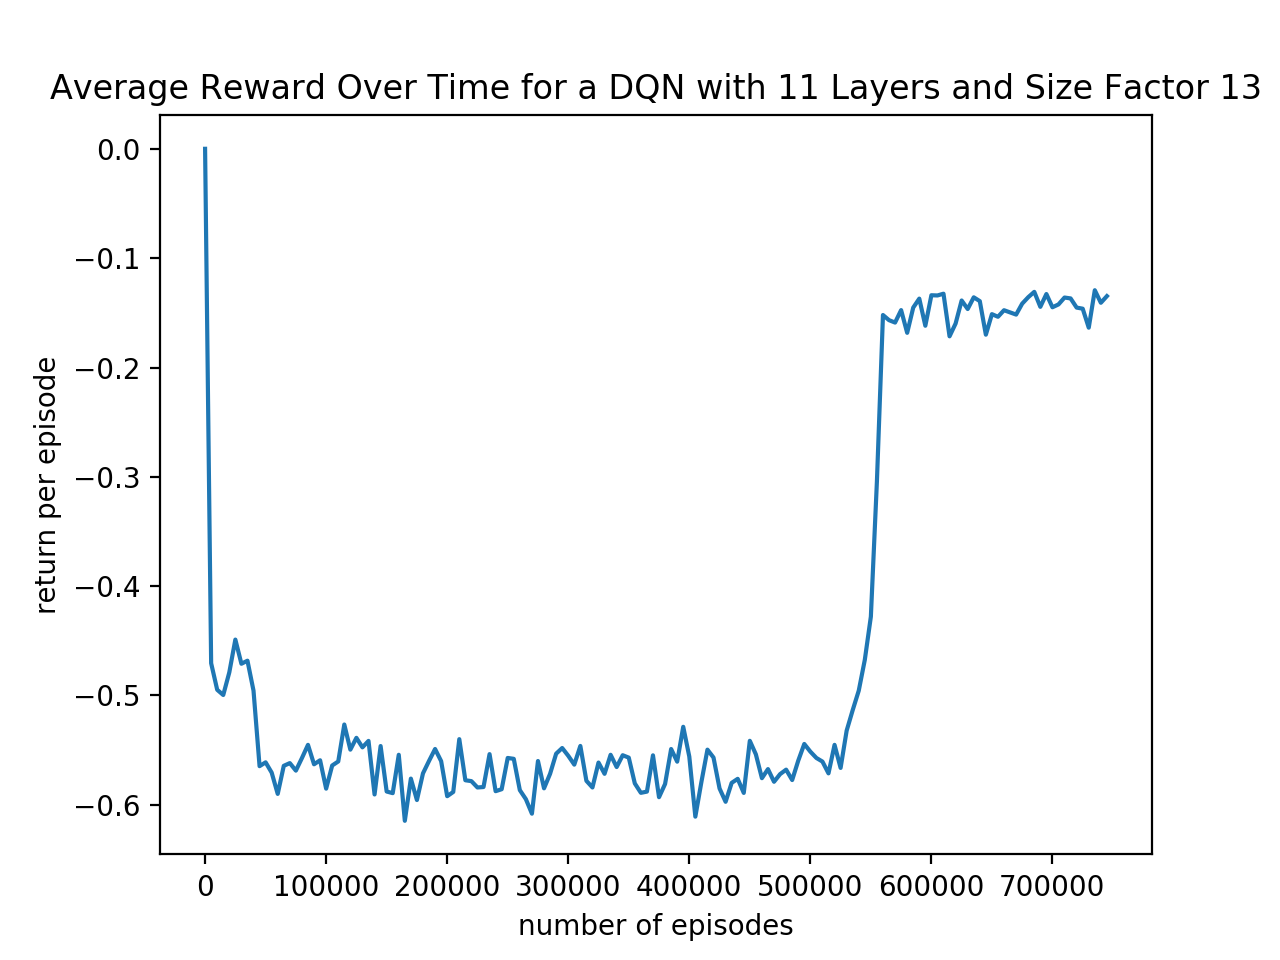 Average Reward Over Time for a DQN with 11 Layers and Size Factor 13
0.0
−0.1
−0.2
−0.3
−0.4
−0.5
−0.6
return per episode
0 100000 200000 300000 400000 500000 600000 700000
number of episodes